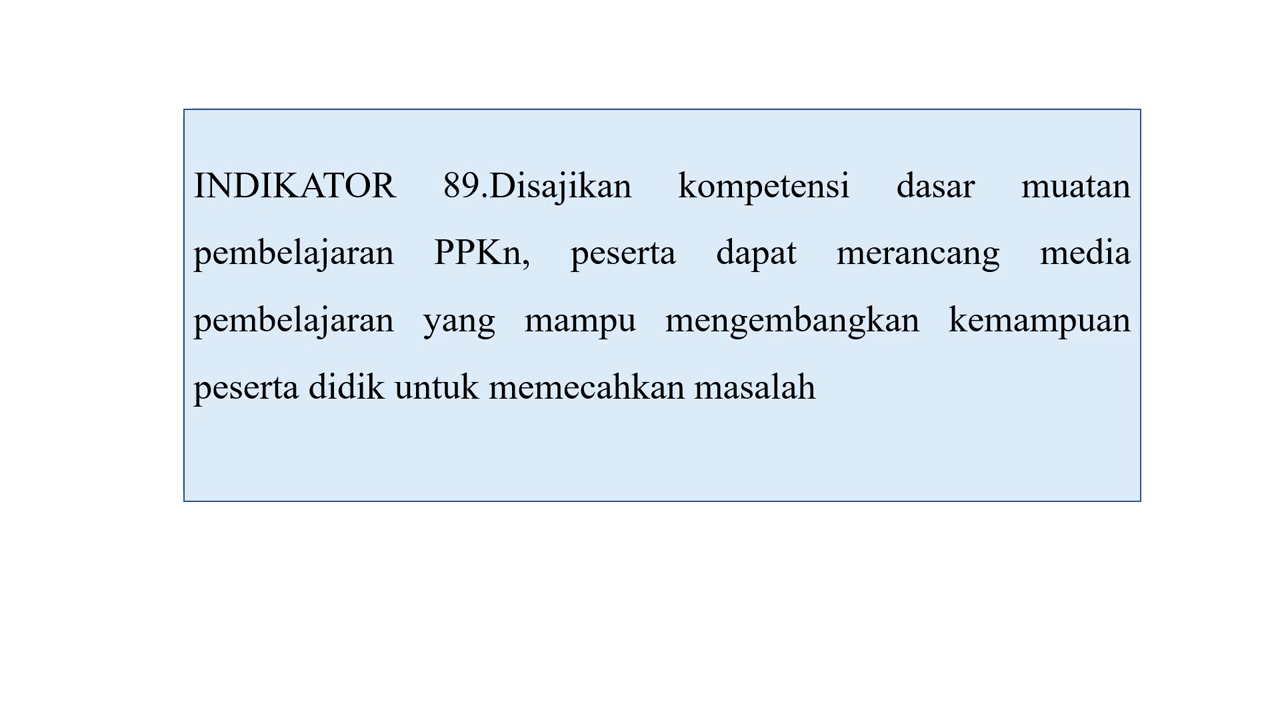 INDIKATOR 89.Disajikan kompetensi dasar muatan
pembelajaran PPKn, peserta dapat merancang media
pembelajaran yang mampu mengembangkan kemampuan
peserta didik untuk memecahkan masalah